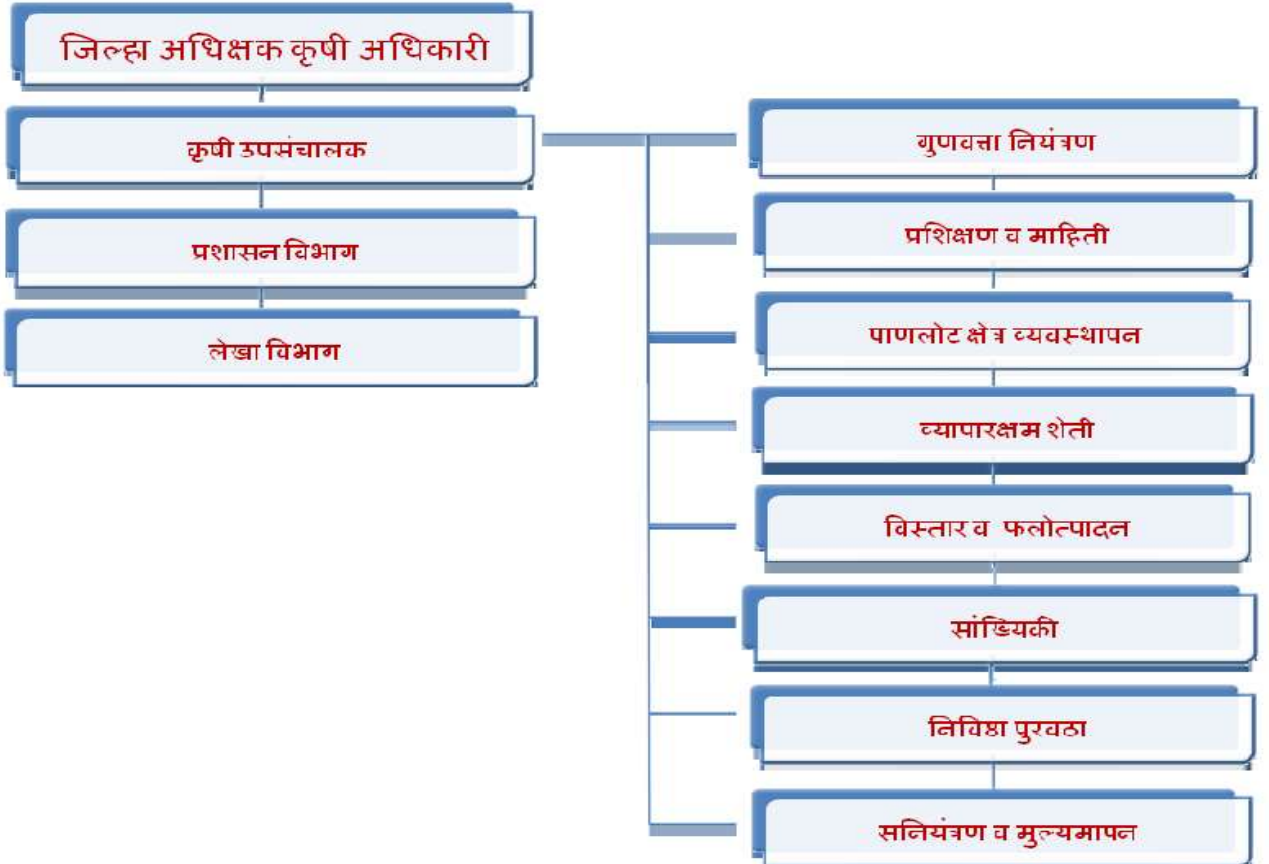 जिल्हा अधिक्षक कृषी अधिकारी
कृषी उपसंचालक
प्रशासन विभाग
लेखा विभाग
गुणवत्ता नियंत्रण
प्रशिक्षण व माहिती
पाणलोट क्षेत्र व्यवस्थापन
व्यापारक्षम शेती
विस्तार व फलोत्पादन
सांख्यिकी
निविष्ठा पुरवठा
सनियंत्रण व मुल्यमापन